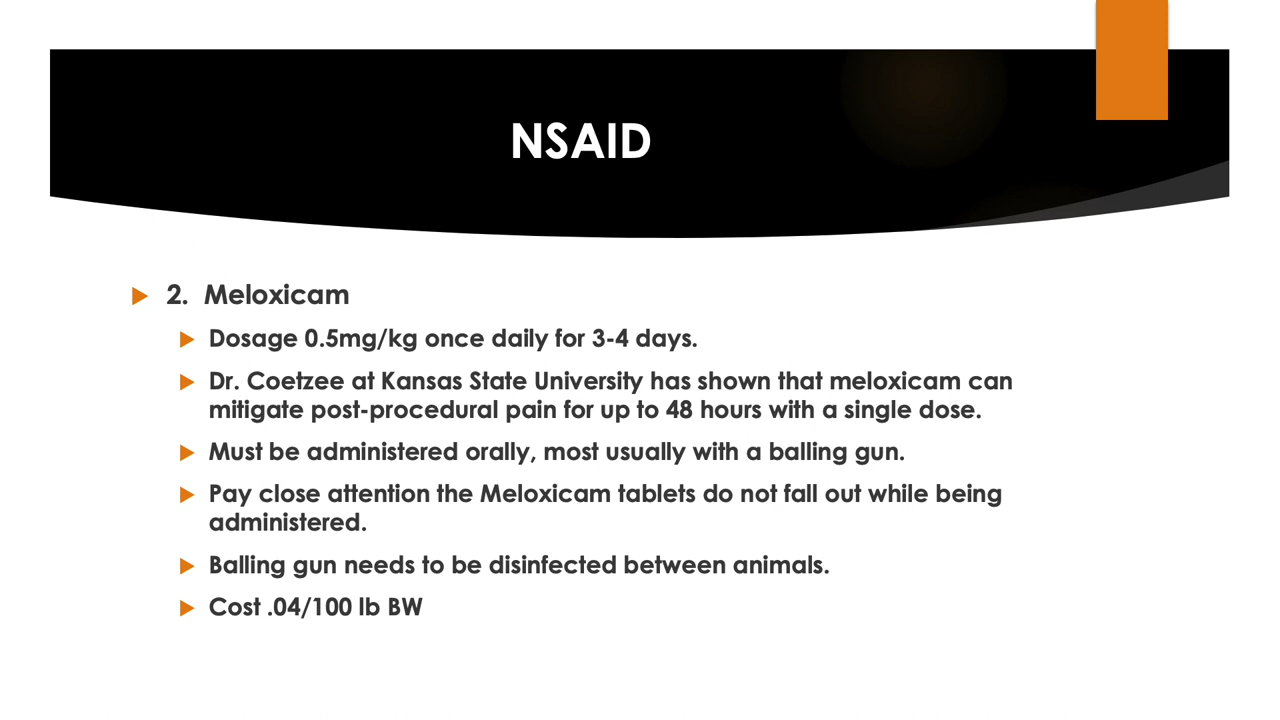 NSAID
2. Meloxicam
Dosage 0.5mg/kg once daily for 3-4 days.
Dr. Coetzee at Kansas State University has shown that meloxicam can
mitigate post-procedural pain for up to 48 hours with a single dose.
Must be administered orally, most usually with a balling gun.
Pay close attention the Meloxicam tablets do not fall out while being
administered.
Balling gun needs to be disinfected between animals.
Cost .04/100 lb BW